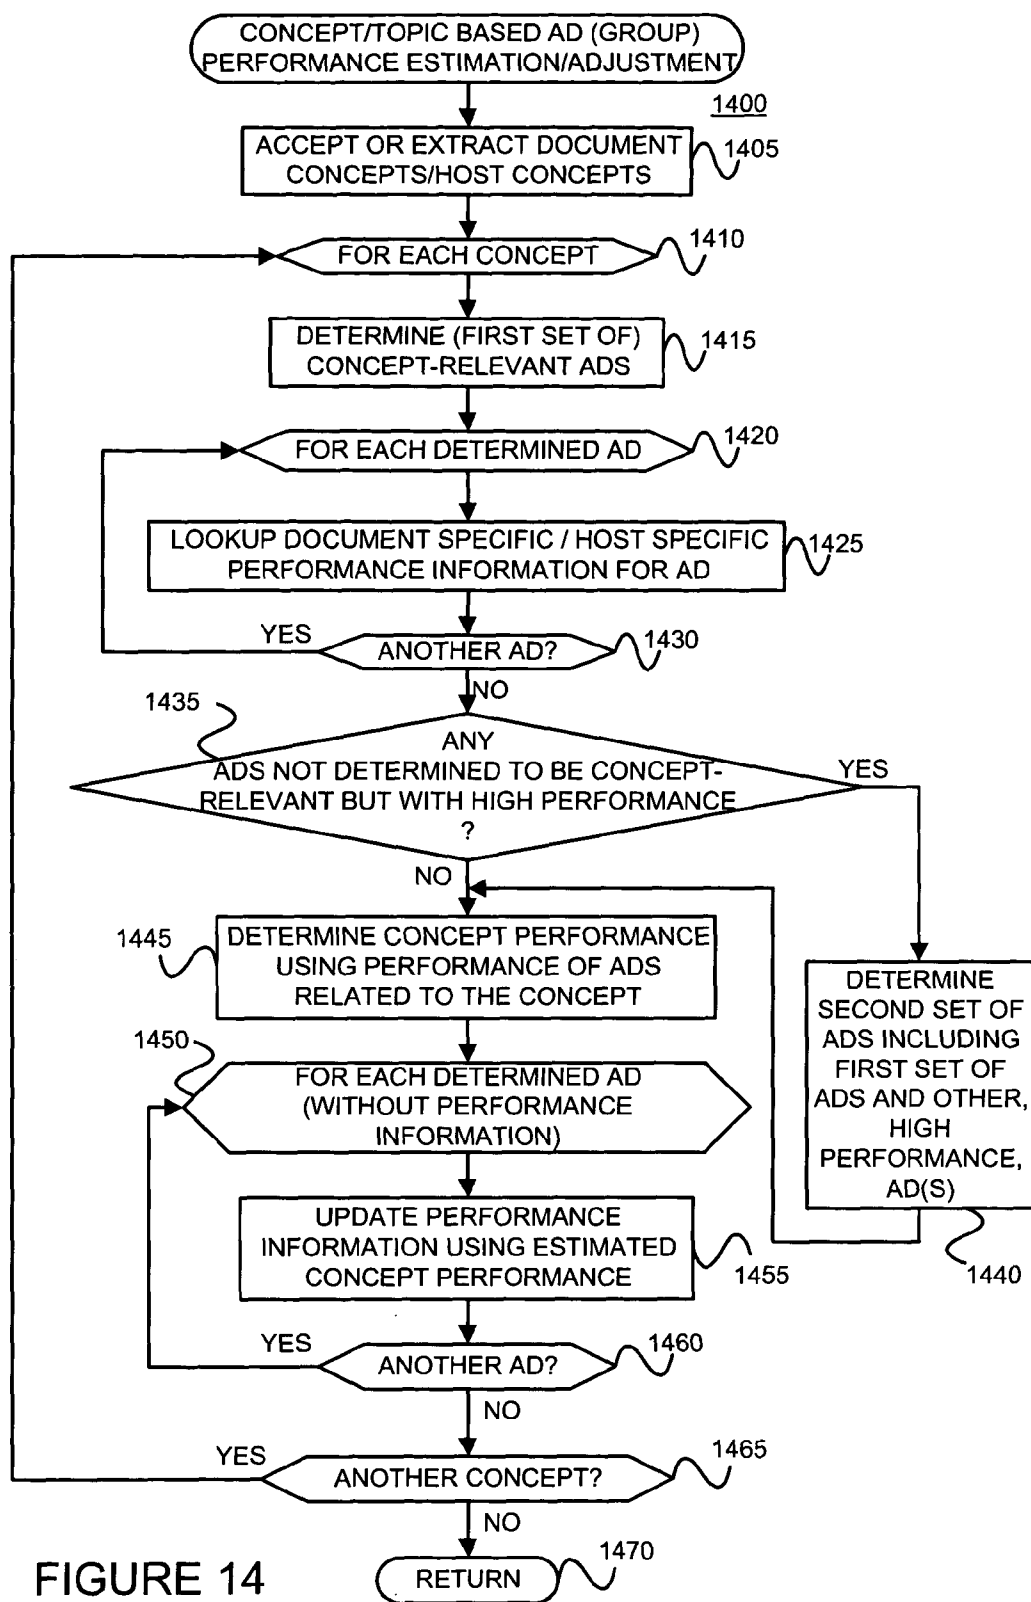 CONCEPT/TOPIC BASED AD (GROUP)
PERFORMANCE ESTIMATION/ADJUSTMENT
1400
ACCEPT OR EXTRACT DOCUMENT
CONCEPTS/HOST CONCEPTS
1405
FOR EACH CONCEPT
1410
DETERMINE (FIRST SET OF)
CONCEPT-RELEVANT ADS
1415
FOR EACH DETERMINED AD
1420
LOOKUP DOCUMENT SPECIFIC / HOST SPECIFIC
PERFORMANCE INFORMATION FOR AD
1425
YES
ANOTHER AD?
1430
NO
1435
ANY
ADS NOT DETERMINED TO BE CONCEPT-
RELEVANT BUT WITH HIGH PERFORMANCE
?
YES
NO
1445
DETERMINE CONCEPT PERFORMANCE
USING PERFORMANCE OF ADS
RELATED TO THE CONCEPT
DETERMINE
SECOND SET OF
ADS INCLUDING
FIRST SET OF
ADS AND OTHER,
HIGH
PERFORMANCE,
AD(S)
1440
1450
FOR EACH DETERMINED AD
(WITHOUT PERFORMANCE
INFORMATION)
UPDATE PERFORMANCE
INFORMATION USING ESTIMATED
CONCEPT PERFORMANCE
1455
YES
ANOTHER AD?
1460
NO
YES
ANOTHER CONCEPT?
1465
NO
RETURN
1470
FIGURE 14